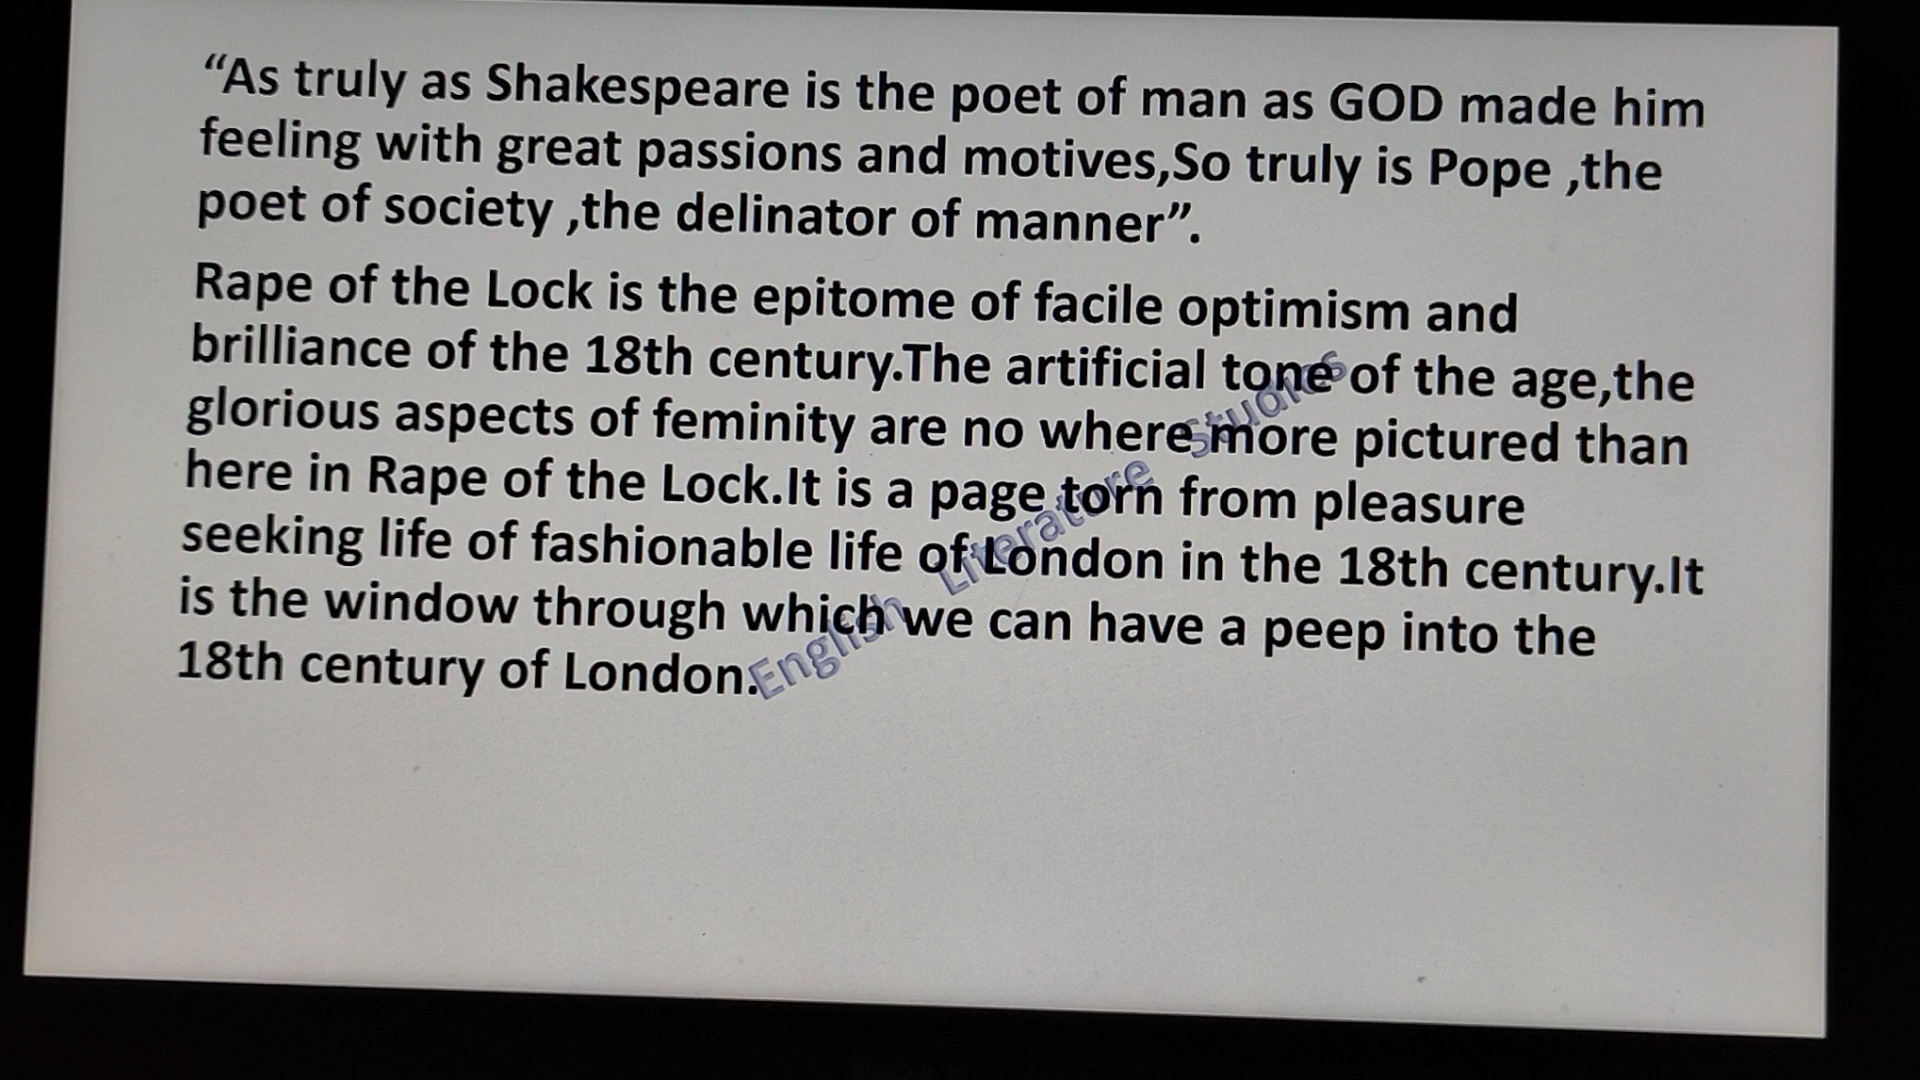 “As truly as Shakespeare is the poet of man as GOD made him
feeling with great passions and motives,So truly is Pope ,the
poet of society ,the delinator of manner”.
Rape of the Lock is the epitome of facile optimism and
brilliance of the 18th century.The artificial tone of the age,the
glorious aspects of feminity are no where more pictured than
here in Rape of the Lock.It is a page torn from pleasure
seeking life of fashionable life of London in the 18th century.It
is the window through which we can have a peep into the
18th century of London.
English Literature Studies